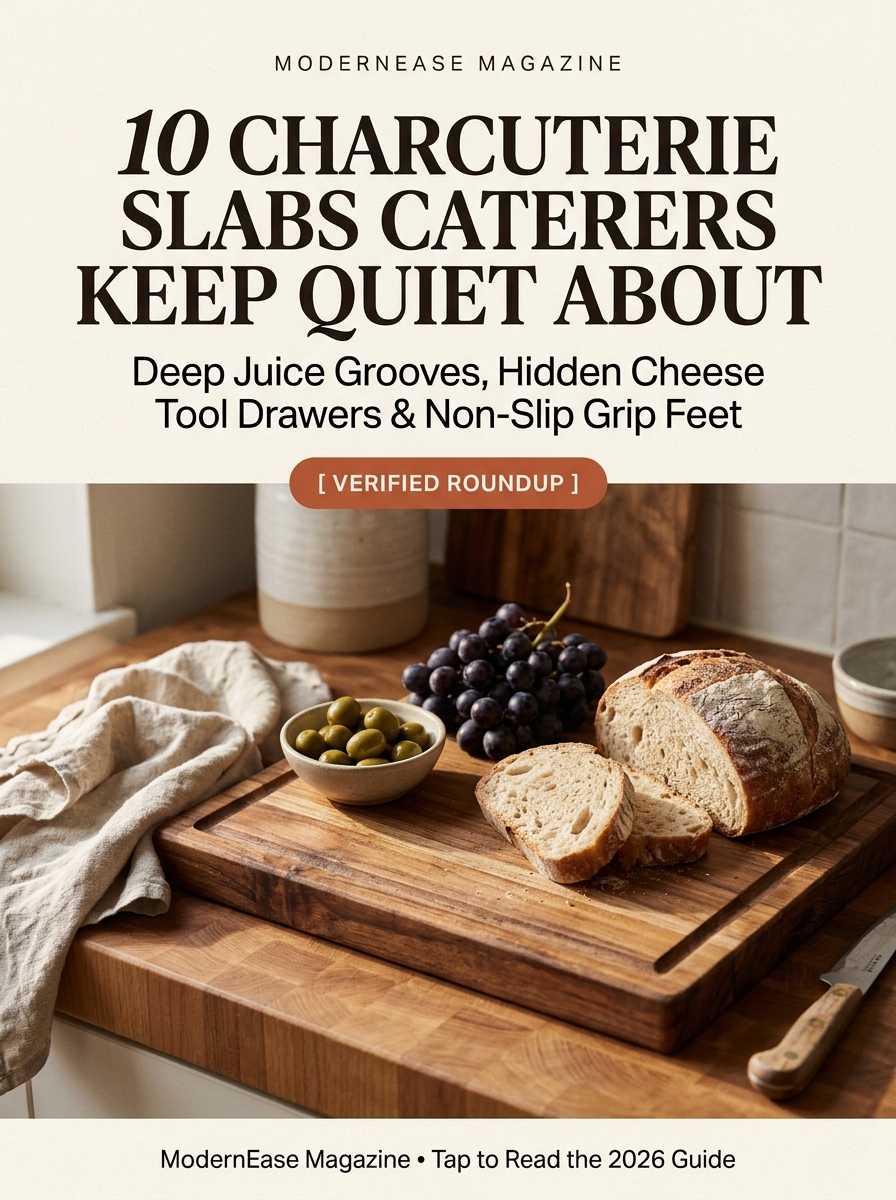 MODERNEASE MAGAZINE
10 CHARCUTERIE
SLABS CATERERS
KEEP QUIET ABOUT
Deep Juice Grooves, Hidden Cheese
Tool Drawers & Non-Slip Grip Feet
[ VERIFIED ROUNDUP ]
ModernEase Magazine • Tap to Read the 2026 Guide